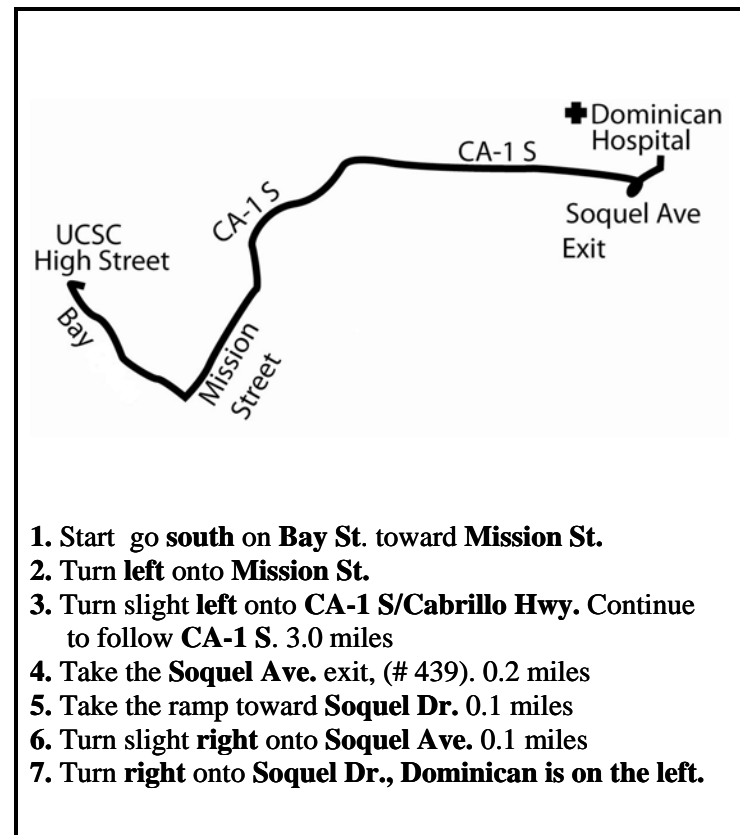 Dominican
Hospital
CA-1 S
CA-1 S
Soquel Ave
Exit
UCSC
High Street
Bay
Mission
Street
1. Start  go south on Bay St. toward Mission St.
2. Turn left onto Mission St.
3. Turn slight left onto CA-1 S/Cabrillo Hwy. Continue
to follow CA-1 S. 3.0 miles
4. Take the Soquel Ave. exit, (# 439). 0.2 miles
5. Take the ramp toward Soquel Dr. 0.1 miles
6. Turn slight right onto Soquel Ave. 0.1 miles
7. Turn right onto Soquel Dr., Dominican is on the left.